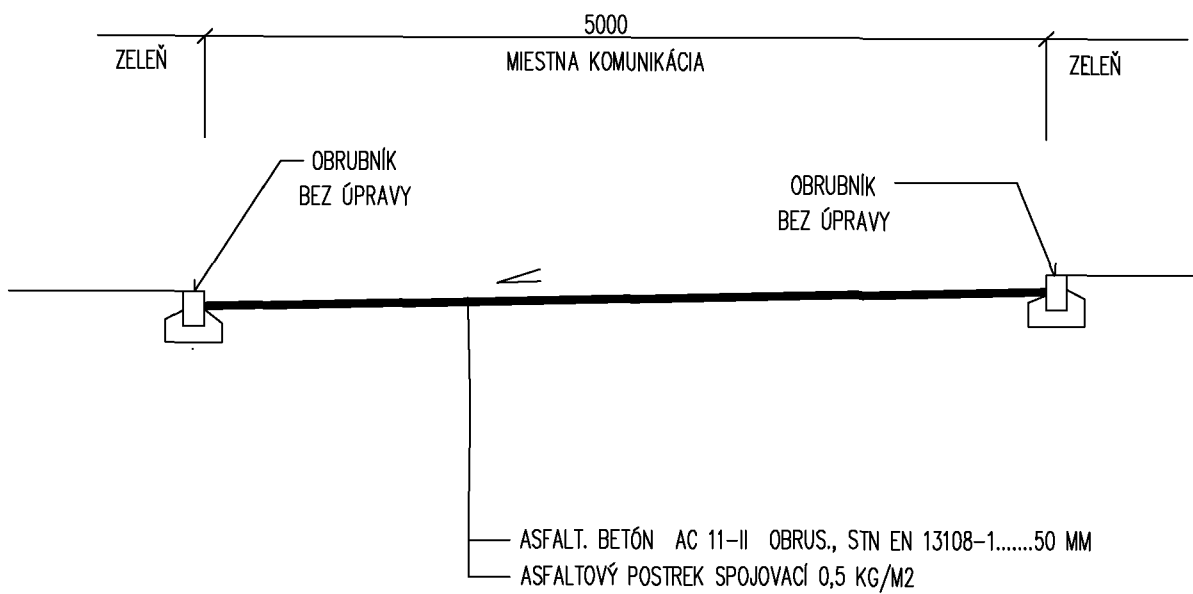 5000
ZELEŇ
MIESTNA KOMUNIKÁCIA
ZELEŇ
OBRUBNÍK
BEZ ÚPRAVY
OBRUBNÍK
BEZ ÚPRAVY
ASFALT. BETÓN AC 11-II OBRUS., STN EN 13108-1.......50 MM
ASFALTOVÝ POSTREK SPOJOVACÍ 0,5 KG/M2